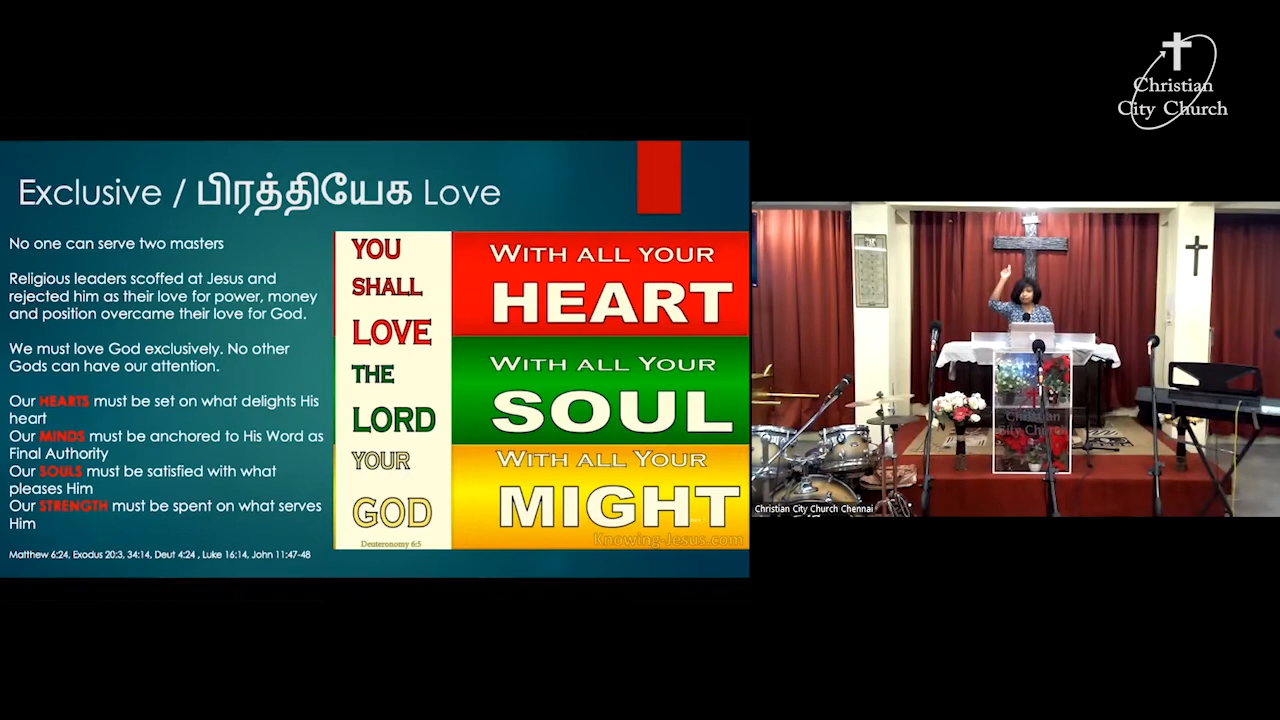 Christian
City Church
Exclusive / பிரத்தியேக Love
No one can serve two masters
Religious leaders scoffed at Jesus and
rejected him as their love for power, money
and position overcame their love for God.
We must love God exclusively. No other
Gods can have our attention.
Our HEARTS must be set on what delights His
heart
Our MINDS must be anchored to His Word as
Final Authority
Our SOULS must be satisfied with what
pleases Him
Our STRENGTH must be spent on what serves
Him
Matthew 6:24, Exodus 20:3, 34:14, Deut 4:24 , Luke 16:14, John 11:47-48
YOU
SHALL
LOVE
THE
LORD
YOUR
GOD
Deuteronomy 6:5
WITH ALL YOUR
HEART
WITH ALL YOUR
SOUL
WITH ALL YOUR
MIGHT
Knowing-Jesus.com
Christian
City Church
Christian City Church Chennai